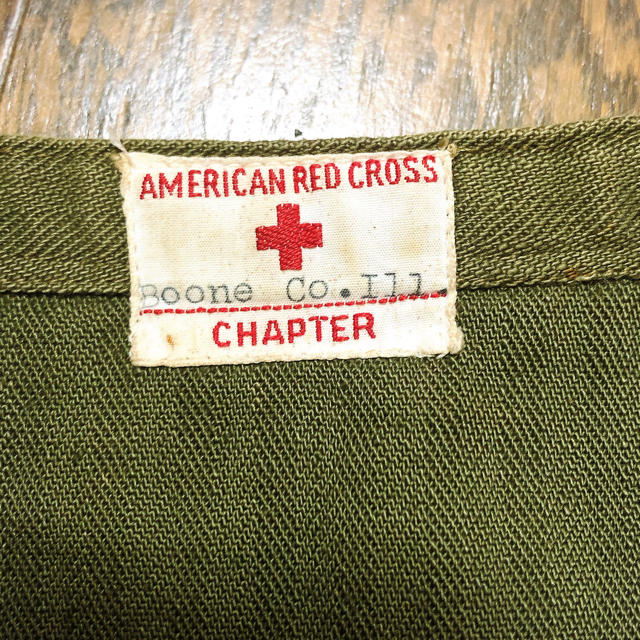 AMERICAN RED CROSS
Boone Co.Ill.
CHAPTER